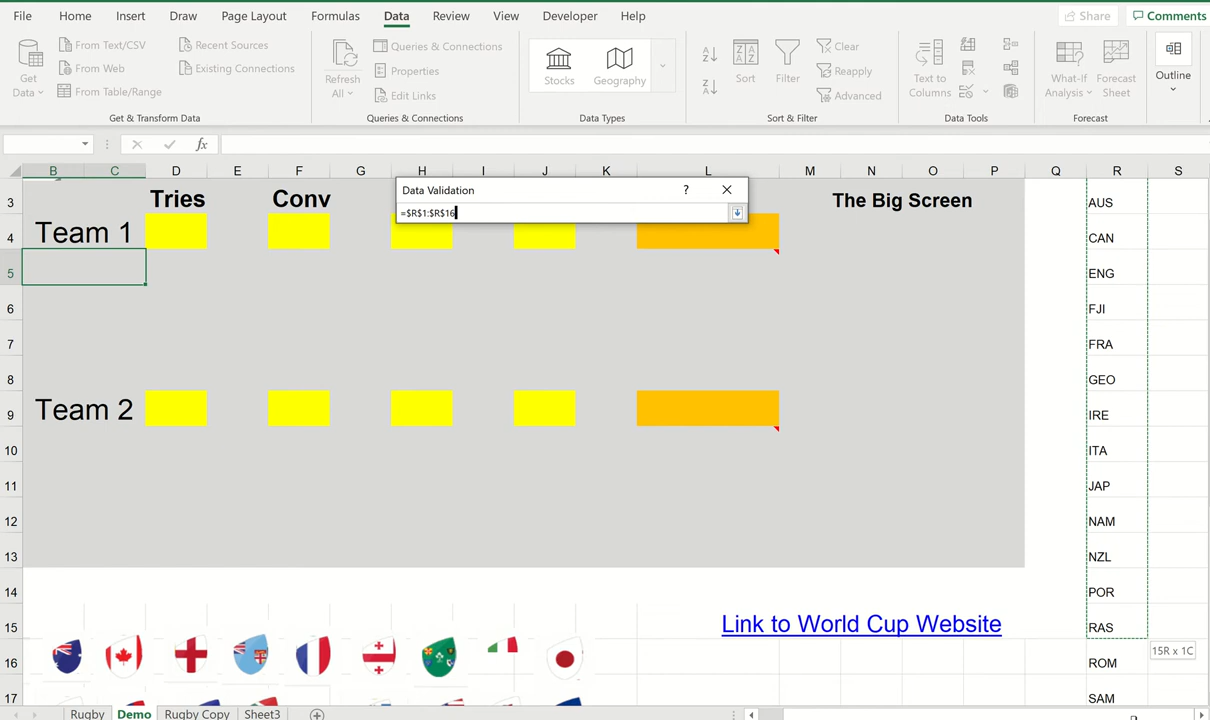 File Home Insert Draw Page Layout Formulas Data Review View Developer Help Share Comments
Get Data
From Text/CSV
From Web
From Table/Range
Recent Sources
Existing Connections
Get & Transform Data
Refresh All
Queries & Connections
Properties
Edit Links
Queries & Connections
Stocks
Geography
Data Types
Sort
Filter
Clear
Reapply
Advanced
Sort & Filter
Text to Columns
Data Tools
What-If Analysis
Forecast Sheet
Forecast
Outline
fx
B C D E F G H I J K L M N O P Q R S
Data Validation ? 
=$R$1:$R$16
3 Tries Conv The Big Screen AUS
4 Team 1 CAN
5 ENG
6 FJI
7 FRA
8 GEO
9 Team 2 IRE
10 ITA
11 JAP
12 NAM
13 NZL
14 POR
15 Link to World Cup Website RAS
15R x 1C
16 ROM
17 SAM
Rugby Demo Rugby Copy Sheet3